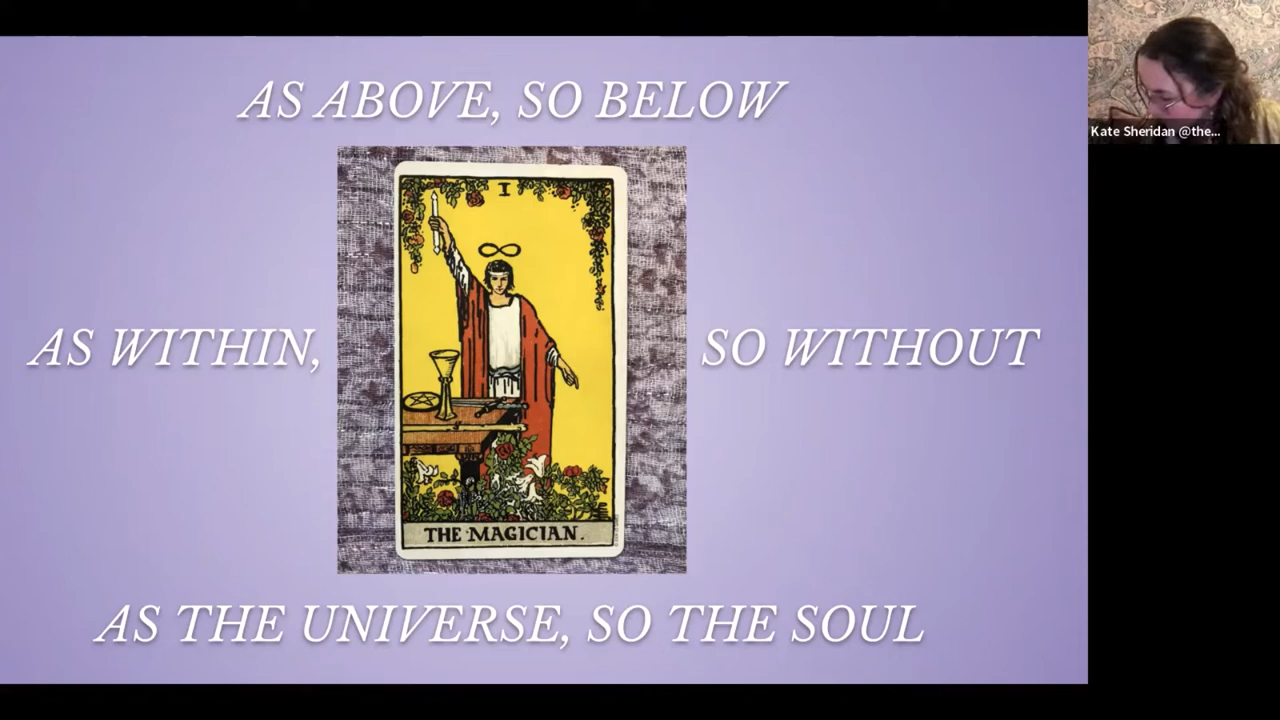 AS ABOVE, SO BELOW
I
AS WITHIN,
SO WITHOUT
THE MAGICIAN.
AS THE UNIVERSE, SO THE SOUL
Kate Sheridan @the...